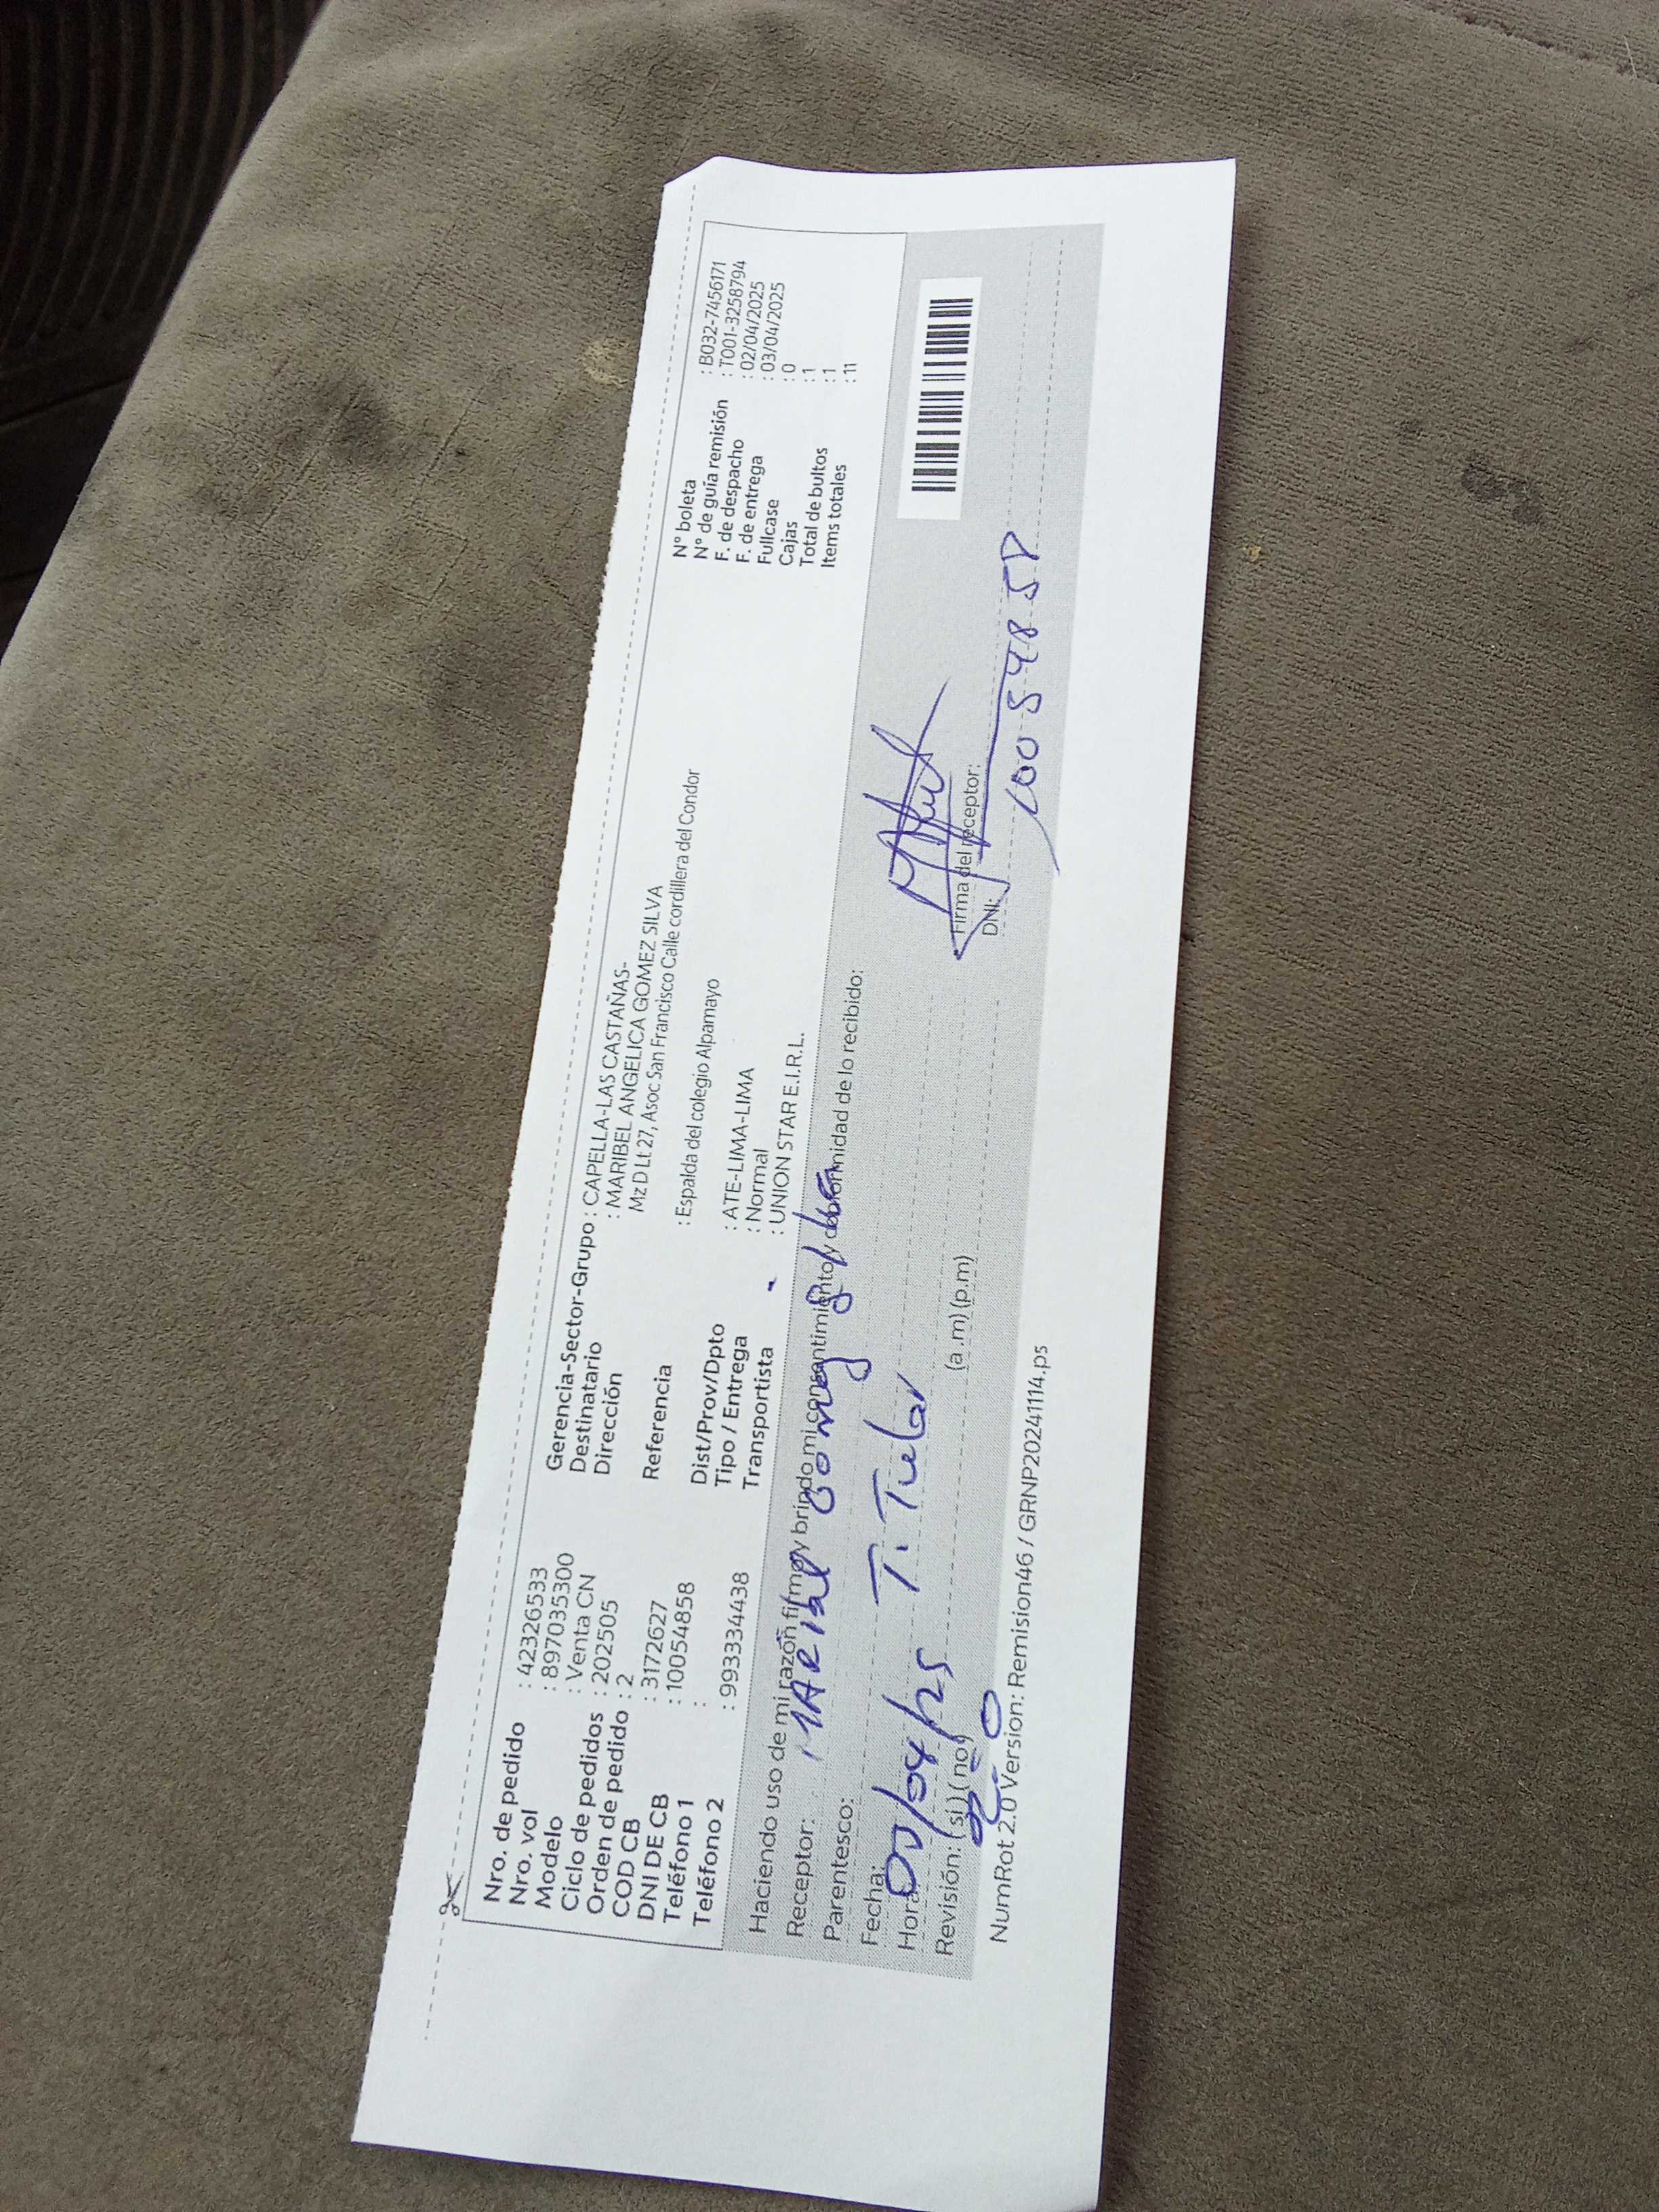 Nro. de pedido : 42326533
Nro. vol : 897035300
Modelo : Venta CN
Ciclo de pedidos : 202505
Orden de pedido : 2
COD CB : 3172627
DNI DE CB : 10054858
Teléfono 1 :
Teléfono 2 : 993334438
Gerencia-Sector-Grupo : CAPELLA-LAS CASTAÑAS-
Destinatario : MARIBEL ANGELICA GOMEZ SILVA
Dirección Mz D Lt 27, Asoc San Francisco Calle cordillera del Condor
Referencia : Espalda del colegio Alpamayo
Dist/Prov/Dpto : ATE-LIMA-LIMA
Tipo / Entrega : Normal
Transportista : UNION STAR E.I.R.L.
N° boleta : B032-7456171
N° de guía remisión : T001-3258794
F. de despacho : 02/04/2025
F. de entrega : 03/04/2025
Fullcase : 0
Cajas : 1
Total de bultos : 1
Items totales : 11
Haciendo uso de mi razón firmo y brindo mi consentimiento y conformidad de lo recibido:
Receptor: MARIBEL Gomez Silva
Parentesco: TiTular
Fecha: /04/25
Hora: (a .m) (p.m)
Revisión: (si) (no)
Firma del receptor:
DNI: 100548 58
NumRot 2.0 Version: Remision46 / GRNP20241114.ps